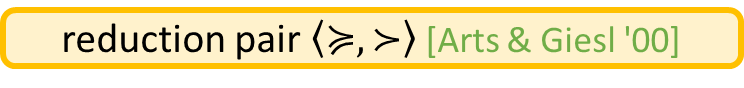 reduction pair ⟨≽, ≻⟩ [Arts & Giesl '00]